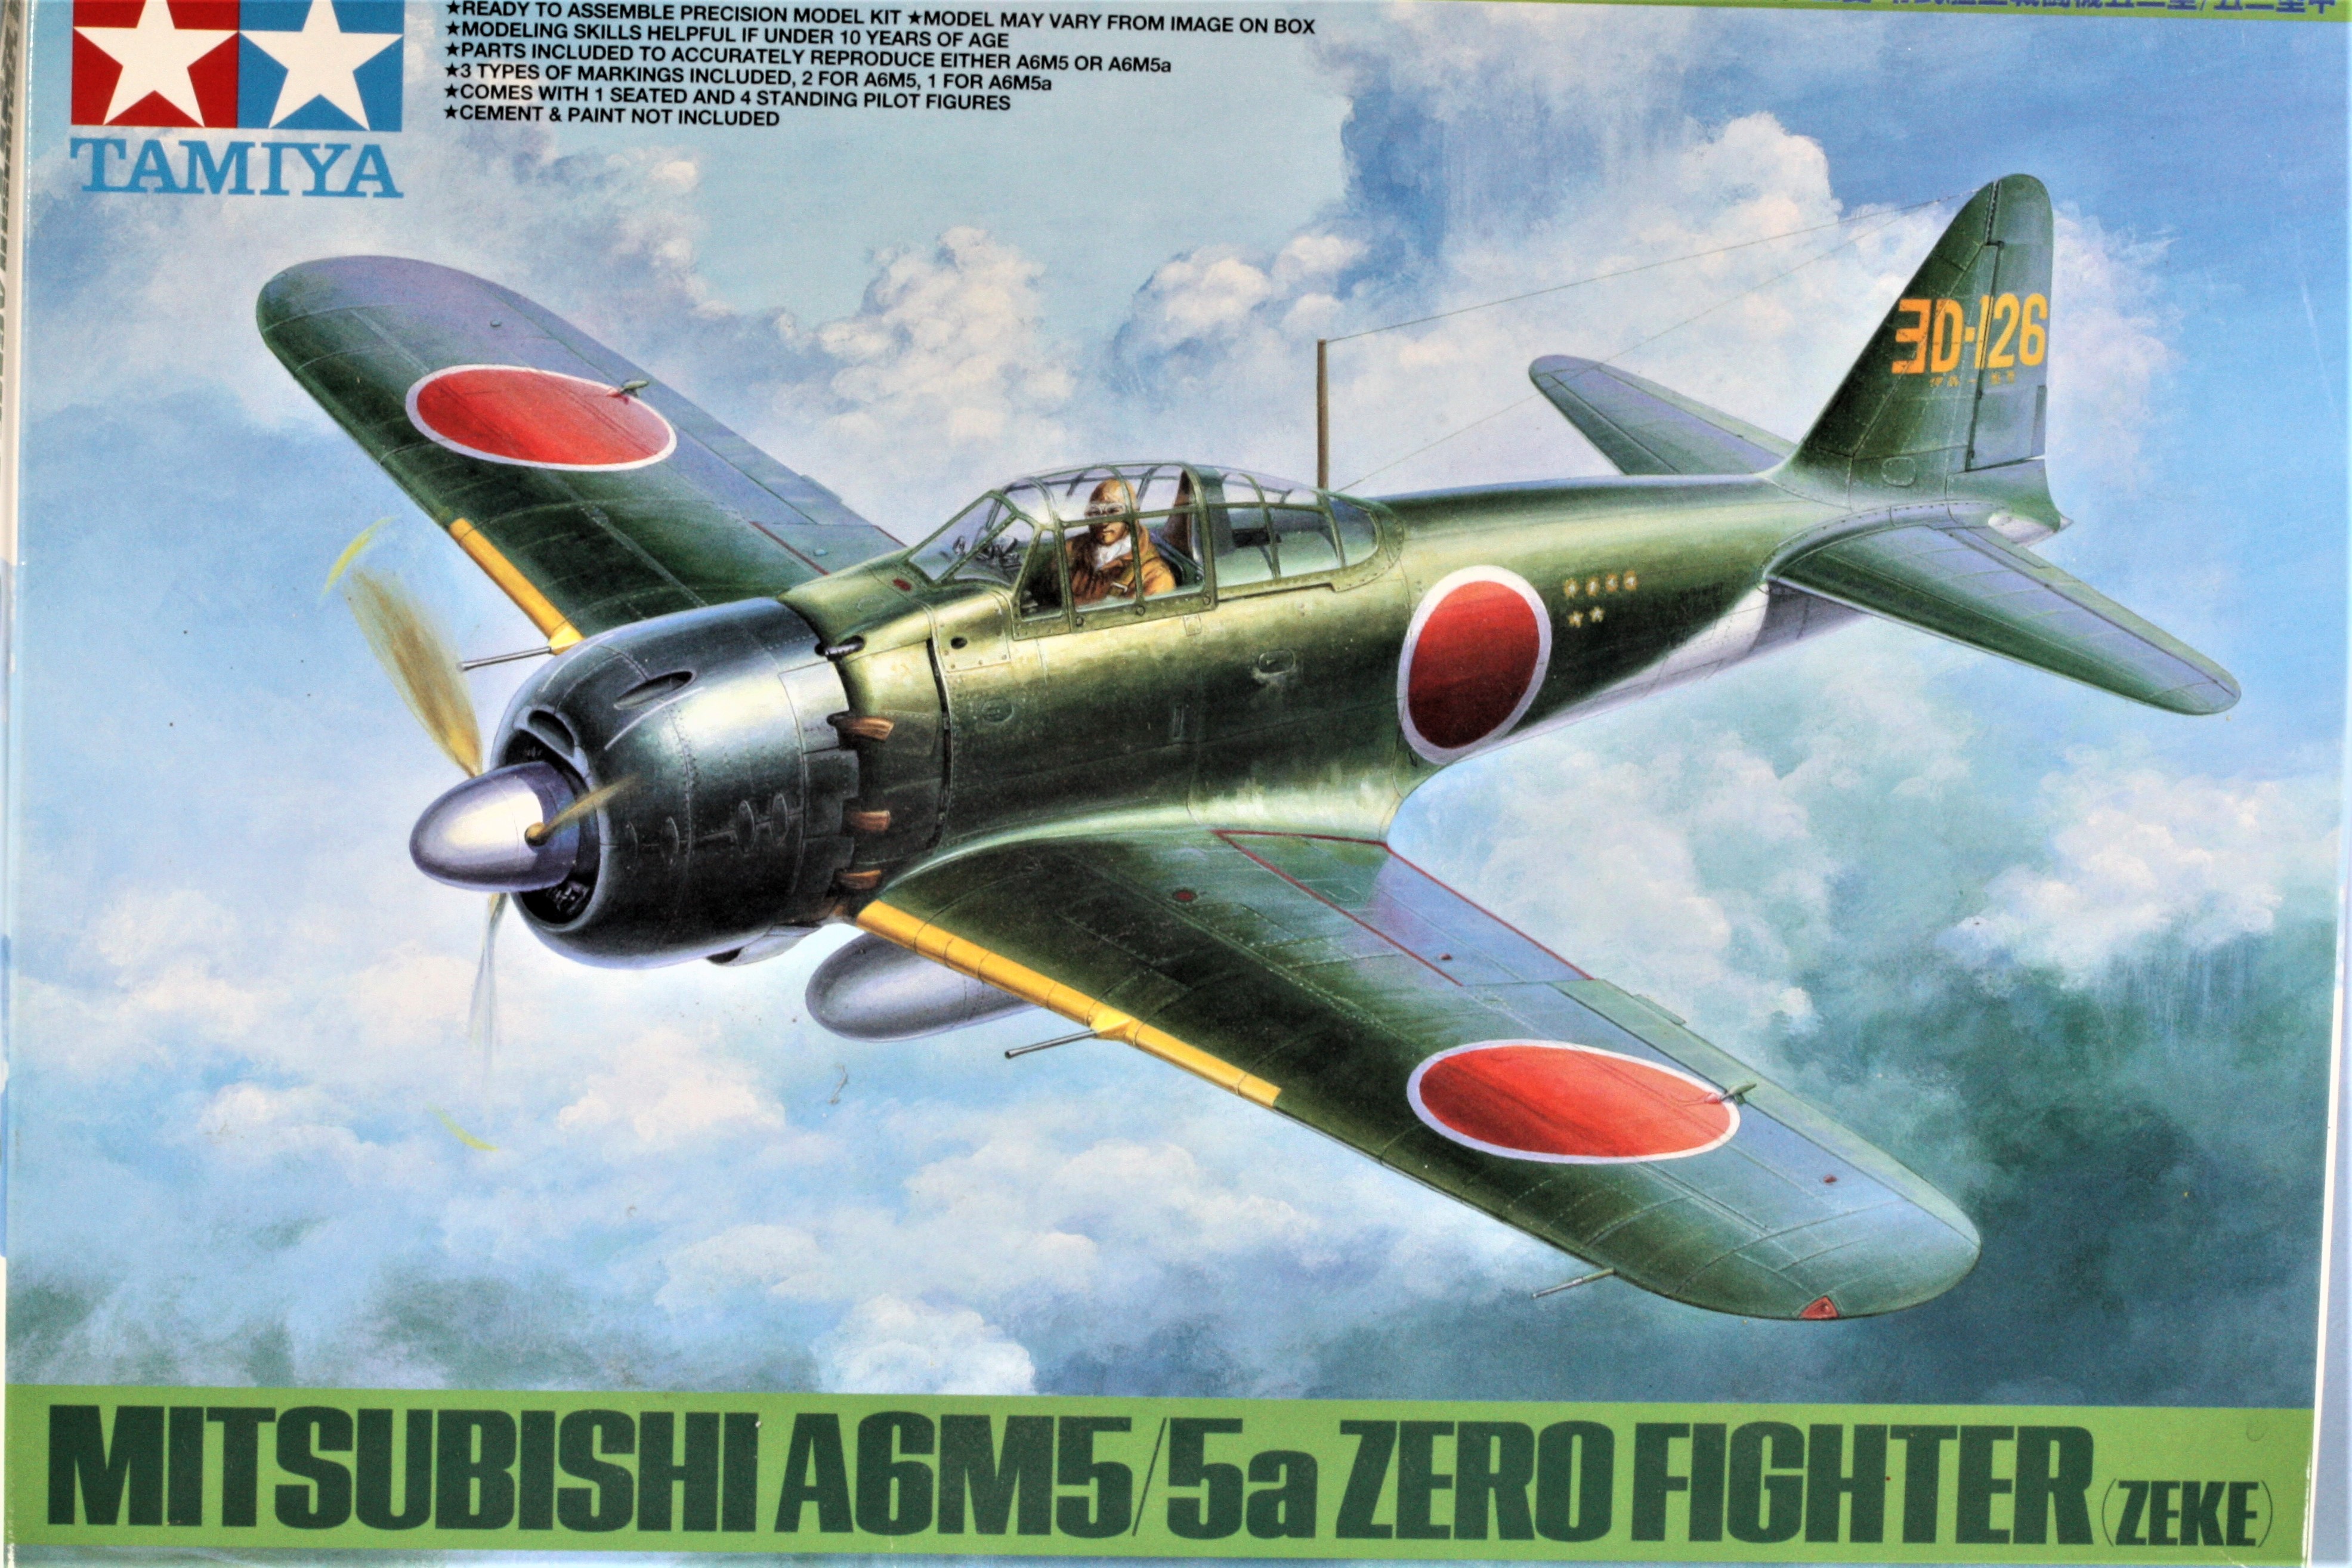 ★READY TO ASSEMBLE PRECISION MODEL KIT ★MODEL MAY VARY FROM IMAGE ON BOX
★MODELING SKILLS HELPFUL IF UNDER 10 YEARS OF AGE
★PARTS INCLUDED TO ACCURATELY REPRODUCE EITHER A6M5 OR A6M5a
★3 TYPES OF MARKINGS INCLUDED, 2 FOR A6M5, 1 FOR A6M5a
★COMES WITH 1 SEATED AND 4 STANDING PILOT FIGURES
★CEMENT & PAINT NOT INCLUDED
TAMIYA
ヨD-126
MITSUBISHI A6M5/5a ZERO FIGHTER (ZEKE)